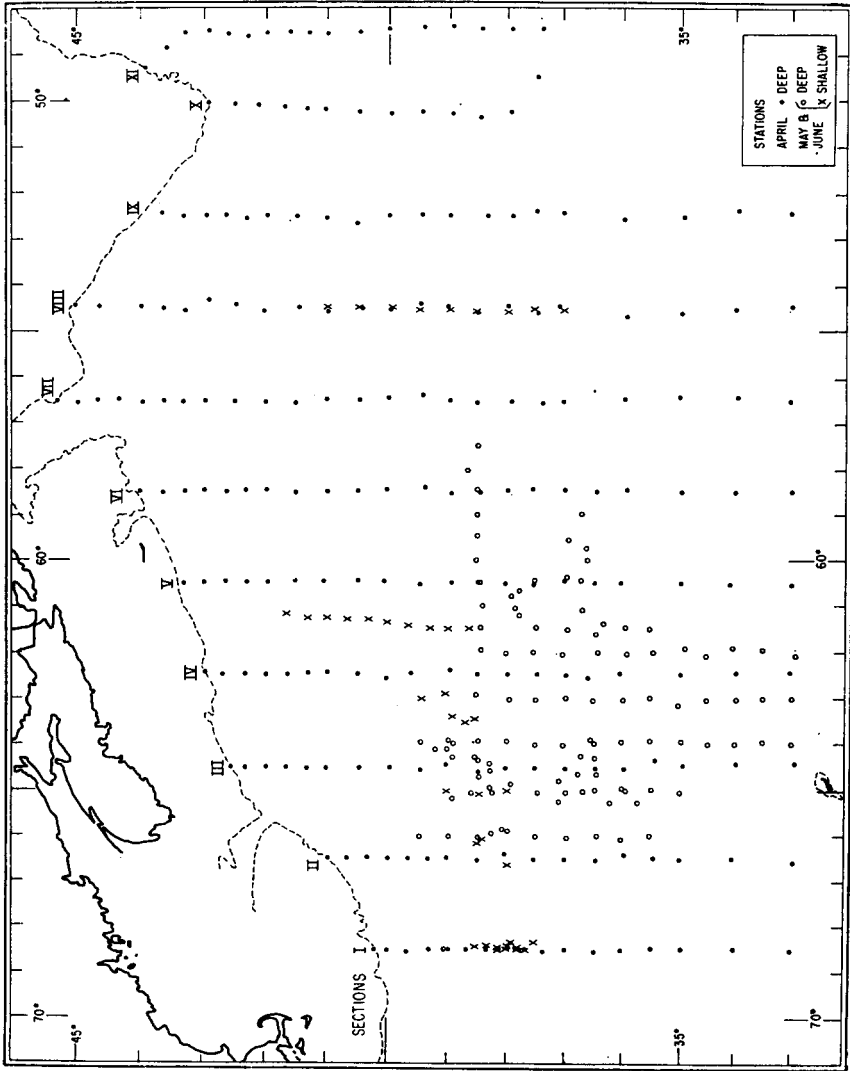 45°
50°
60°
70°
45°
35°
35°
60°
70°
XI
X
IX
VIII
VII
VI
V
IV
III
II
I
SECTIONS
STATIONS
APRIL • DEEP
MAY & { o DEEP
-JUNE { x SHALLOW